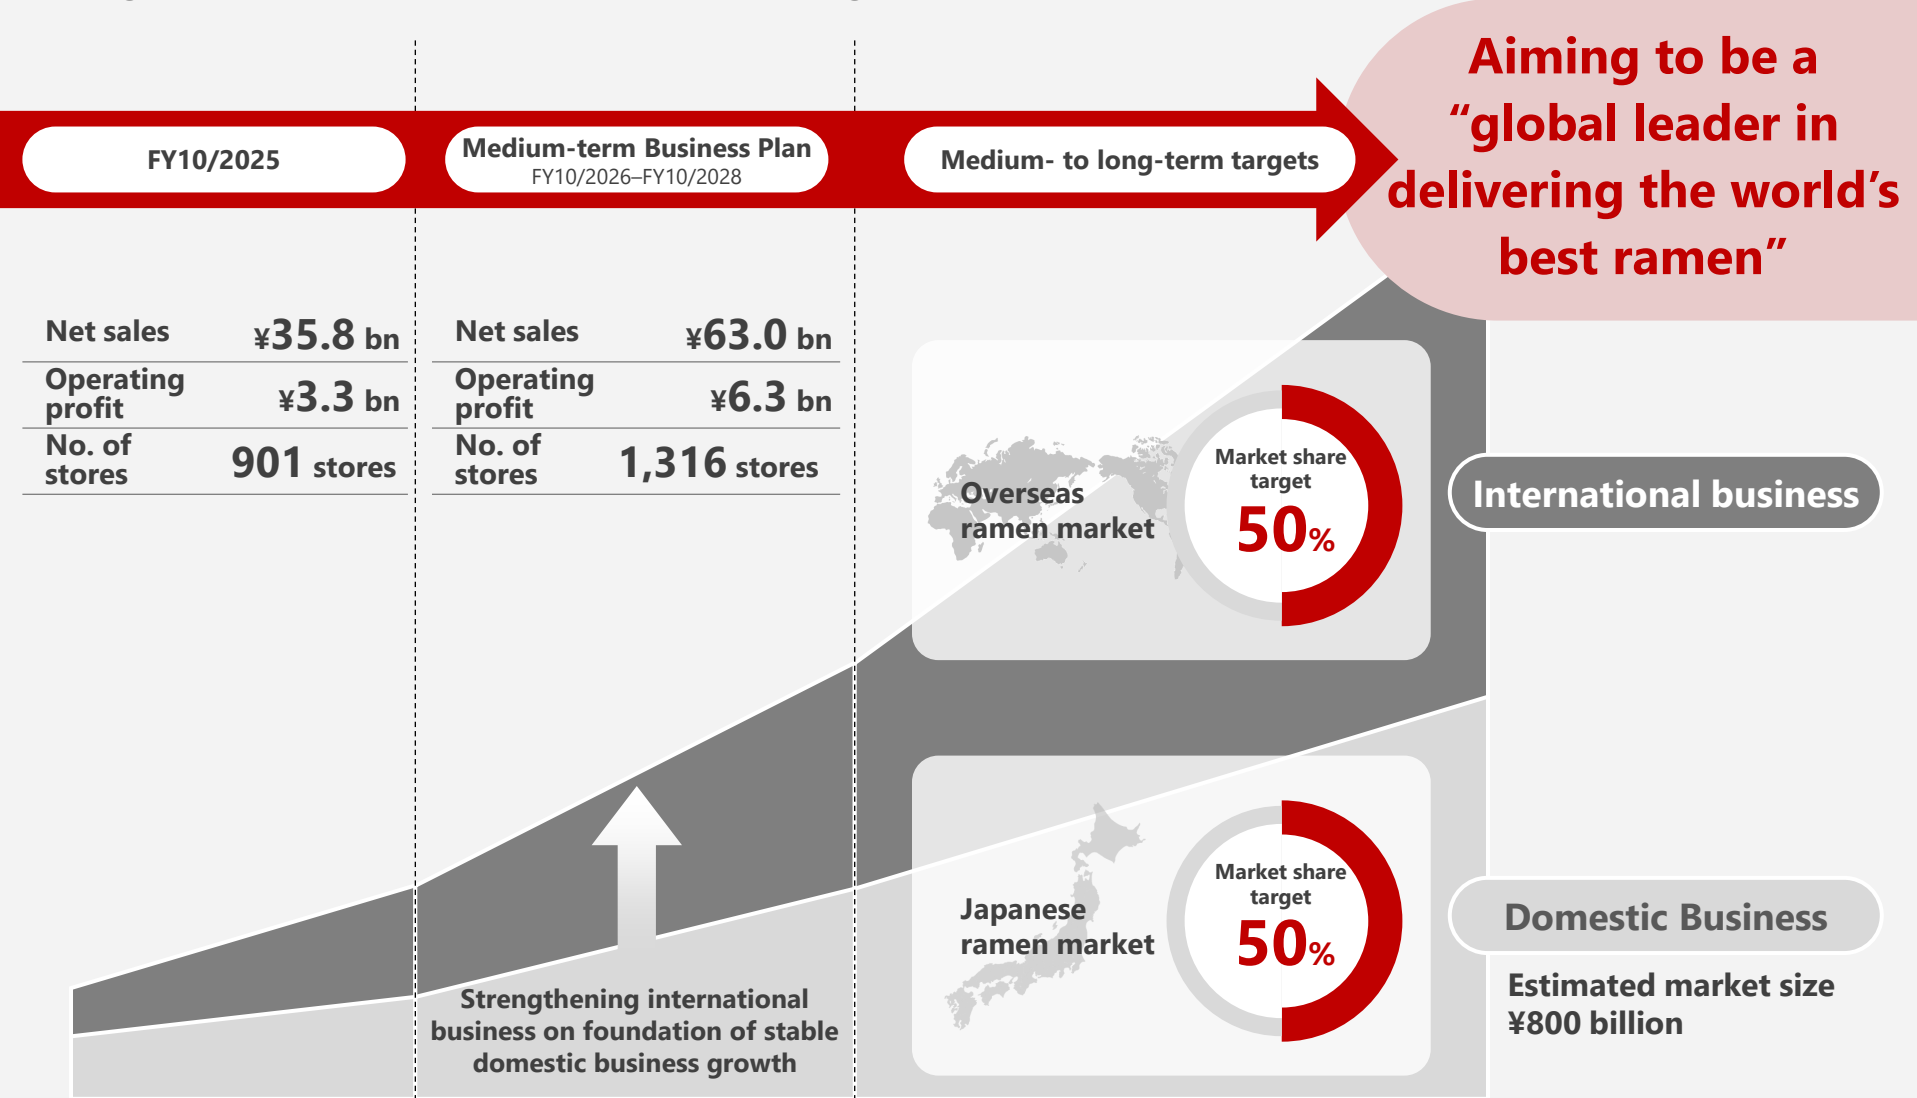 Aiming to be a
“global leader in
delivering the world’s
best ramen”
FY10/2025
Medium-term Business Plan
FY10/2026–FY10/2028
Medium- to long-term targets
Net sales ¥35.8 bn
Operating
profit ¥3.3 bn
No. of
stores 901 stores
Net sales ¥63.0 bn
Operating
profit ¥6.3 bn
No. of
stores 1,316 stores
Overseas
ramen market
Market share
target
50%
International business
Japanese
ramen market
Market share
target
50%
Domestic Business
Estimated market size
¥800 billion
Strengthening international
business on foundation of stable
domestic business growth